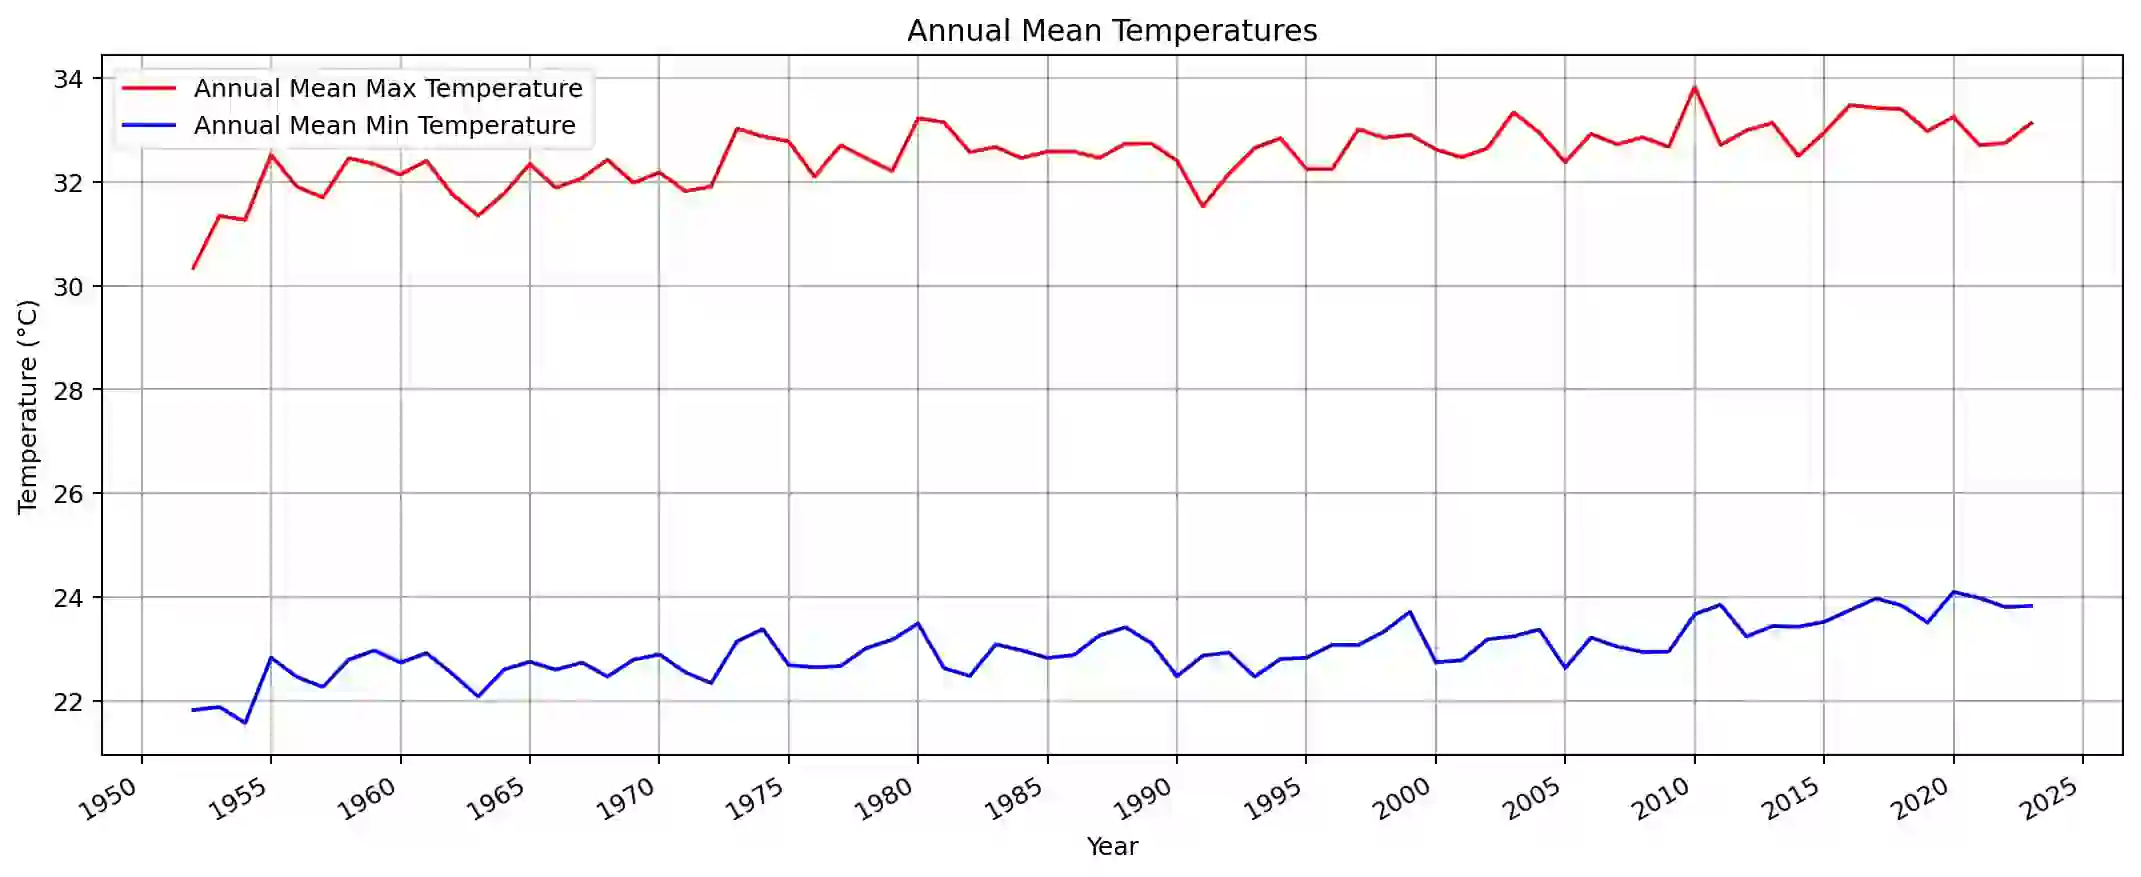 Annual Mean Temperatures
Annual Mean Max Temperature
Annual Mean Min Temperature
34
32
30
28
26
24
22
Temperature (°C)
1950 1955 1960 1965 1970 1975 1980 1985 1990 1995 2000 2005 2010 2015 2020 2025
Year